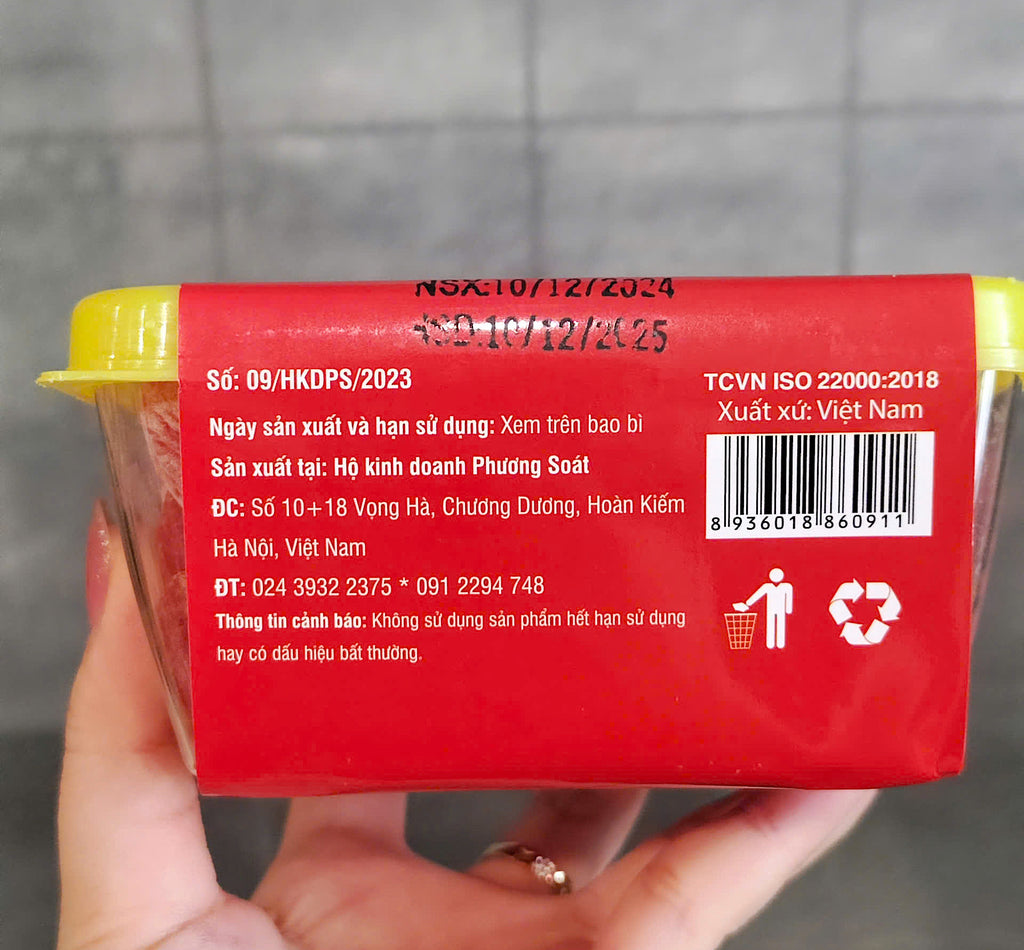 NSX:10/12/2024
HSD:10/12/2025
Số: 09/HKDPS/2023
Ngày sản xuất và hạn sử dụng: Xem trên bao bì
Sản xuất tại: Hộ kinh doanh Phương Soát
ĐC: Số 10+18 Vọng Hà, Chương Dương, Hoàn Kiếm
Hà Nội, Việt Nam
ĐT: 024 3932 2375 * 091 2294 748
Thông tin cảnh báo: Không sử dụng sản phẩm hết hạn sử dụng
hay có dấu hiệu bất thường.
TCVN ISO 22000:2018
Xuất xứ: Việt Nam
8 936018 860911